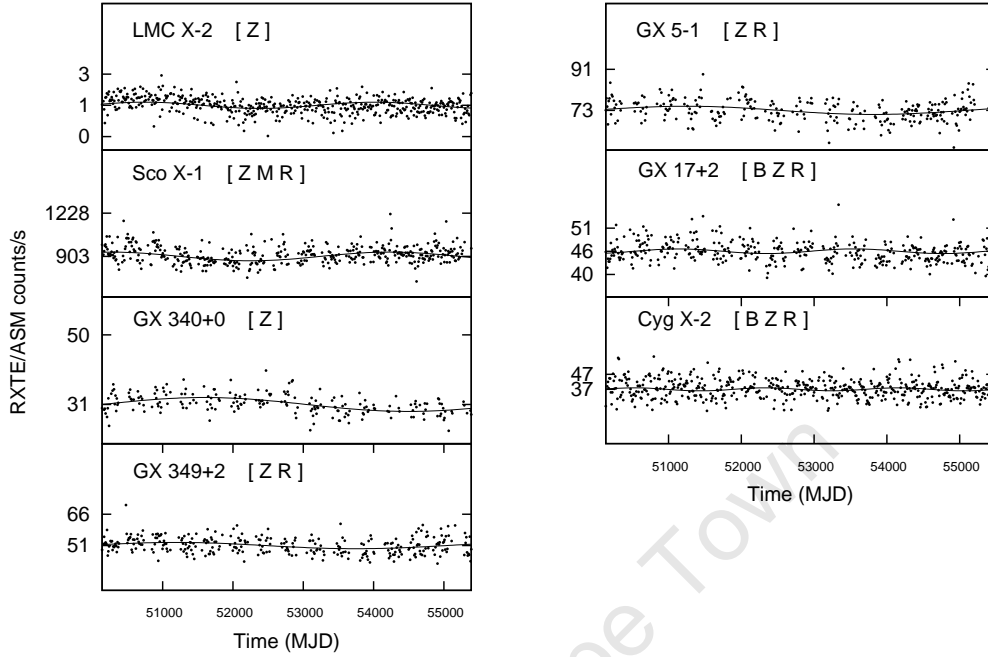 LMC X-2 [ Z ]
3
1
0
Sco X-1 [ Z M R ]
1228
903
GX 340+0 [ Z ]
50
31
GX 349+2 [ Z R ]
66
51
51000 52000 53000 54000 55000
Time (MJD)
RXTE/ASM counts/s
GX 5-1 [ Z R ]
91
73
GX 17+2 [ B Z R ]
51
46
40
Cyg X-2 [ B Z R ]
47
37
51000 52000 53000 54000 55000
Time (MJD)
Town